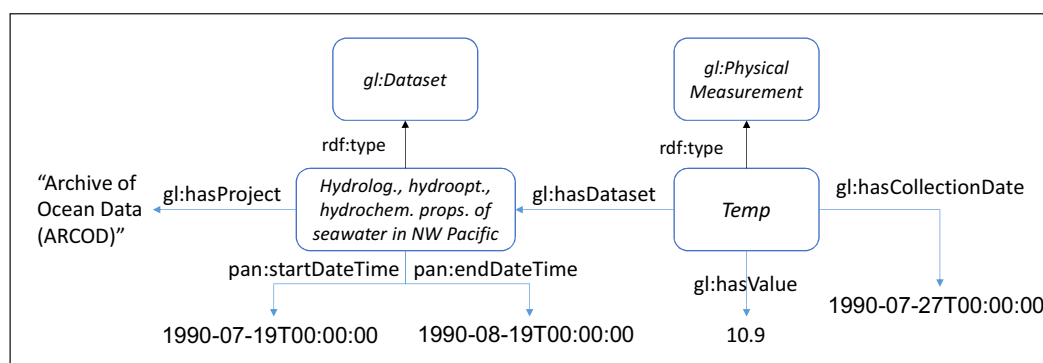 gl:Dataset
gl:Physical
Measurement
rdf:type
rdf:type
“Archive of
Ocean Data
(ARCOD)”
gl:hasProject
Hydrolog., hydroopt.,
hydrochem. props. of
seawater in NW Pacific
gl:hasDataset
Temp
gl:hasCollectionDate
pan:startDateTime
pan:endDateTime
gl:hasValue
1990-07-19T00:00:00
1990-08-19T00:00:00
10.9
1990-07-27T00:00:00